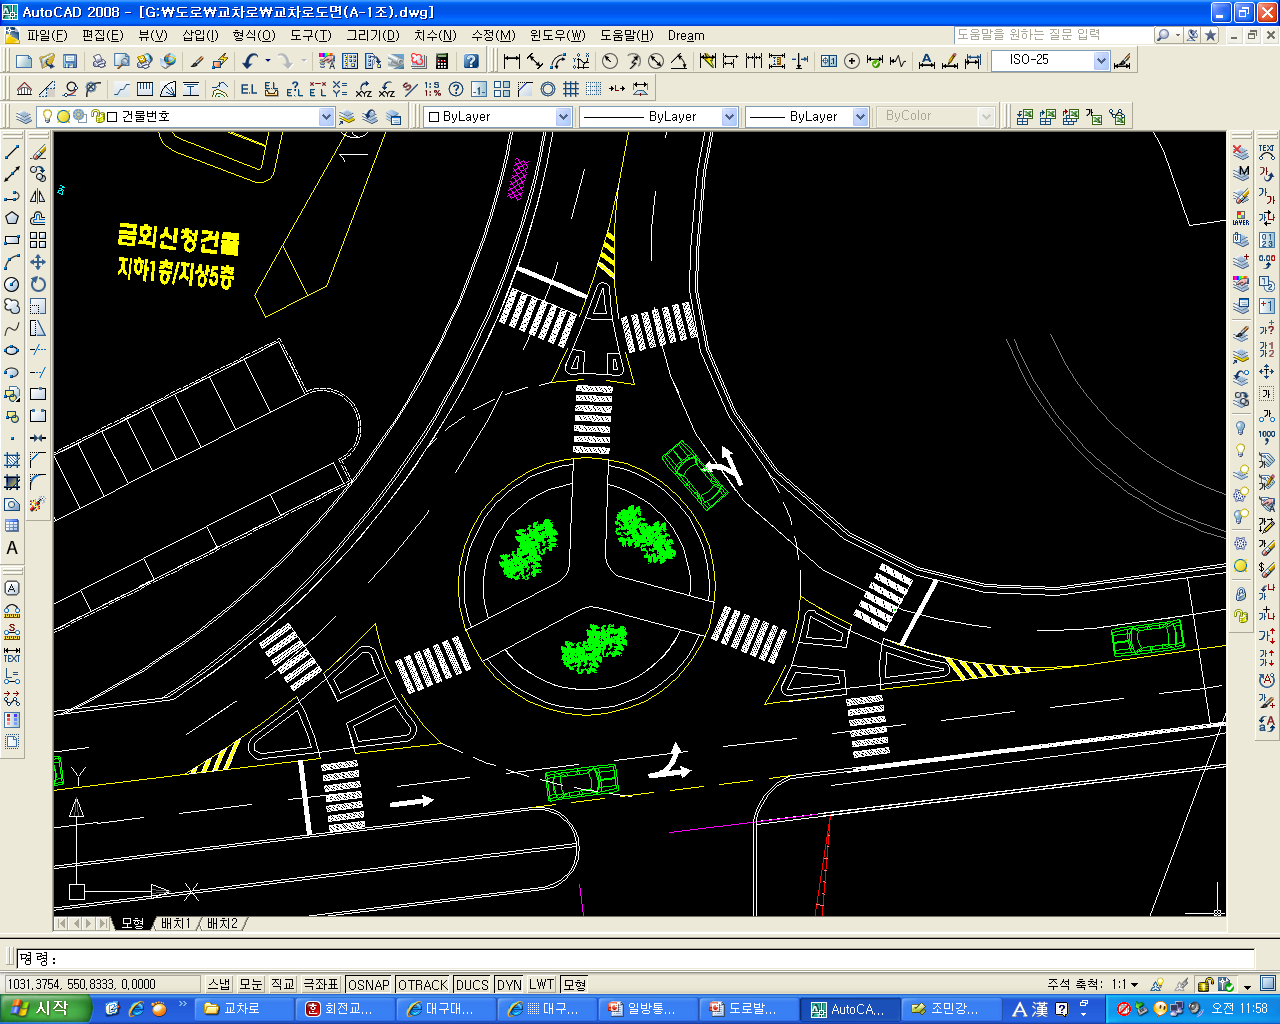 AutoCAD 2008 - [G:₩도로₩교차로₩교차로도면(A-1조).dwg]
파일(F) 편집(E) 뷰(V) 삽입(I) 형식(O) 도구(T) 그리기(D) 치수(N) 수정(M) 윈도우(W) 도움말(H) Dream 도움말을 원하는 질문 입력
ISO-25
건물번호 ByLayer ByLayer ByLayer ByColor
금회신청건물
지하1층/지상5층
Y
X
모형 배치1 배치2
명령:
1031,3754, 550,8333, 0,0000 스냅 모눈 직교 극좌표 OSNAP OTRACK DUCS DYN LWT 모형 주석 축척: 1:1
시작 교차로 회전교... 대구대... 대구... 일방통... 도로발... AutoCA... 조민강... A 漢 오전 11:58